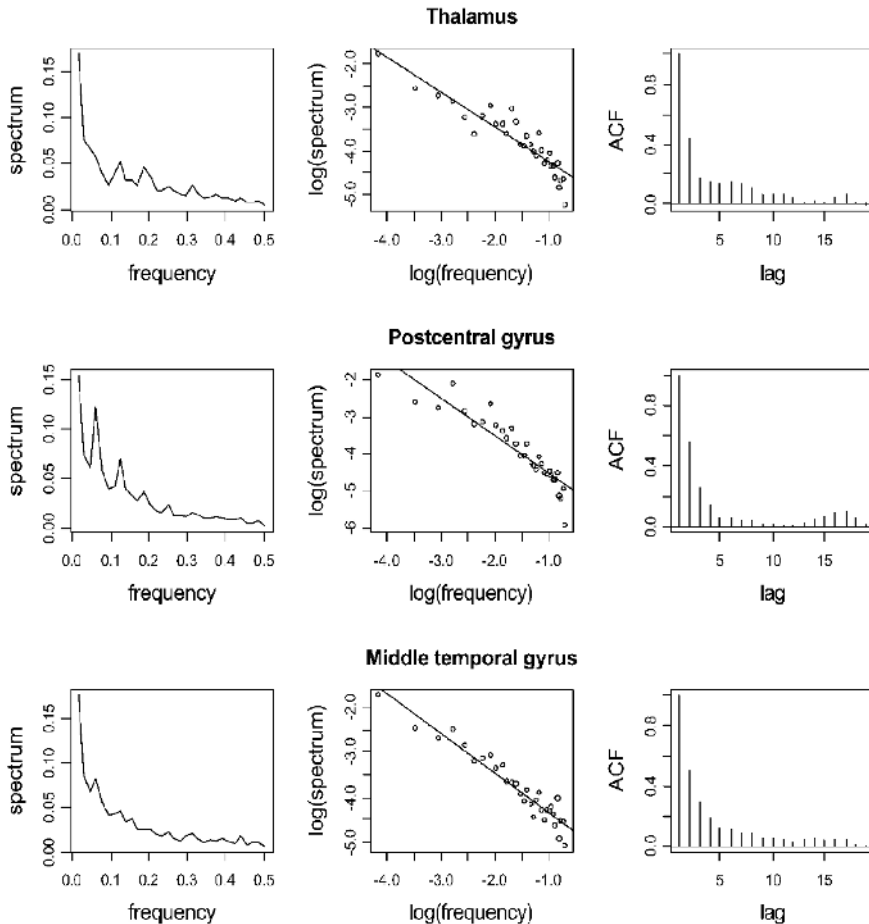 Thalamus
spectrum
0.00 0.05 0.10 0.15
0.0 0.1 0.2 0.3 0.4 0.5
frequency
log(spectrum)
-5.0 -4.0 -3.0 -2.0
-4.0 -3.0 -2.0 -1.0
log(frequency)
ACF
0.0 0.4 0.8
5 10 15
lag
Postcentral gyrus
spectrum
0.00 0.05 0.10 0.15
0.0 0.1 0.2 0.3 0.4 0.5
frequency
log(spectrum)
-6 -5 -4 -3 -2
-4.0 -3.0 -2.0 -1.0
log(frequency)
ACF
0.0 0.4 0.8
5 10 15
lag
Middle temporal gyrus
spectrum
0.00 0.05 0.10 0.15
0.0 0.1 0.2 0.3 0.4 0.5
frequency
log(spectrum)
-5.0 -4.0 -3.0 -2.0
-4.0 -3.0 -2.0 -1.0
log(frequency)
ACF
0.0 0.4 0.8
5 10 15
lag